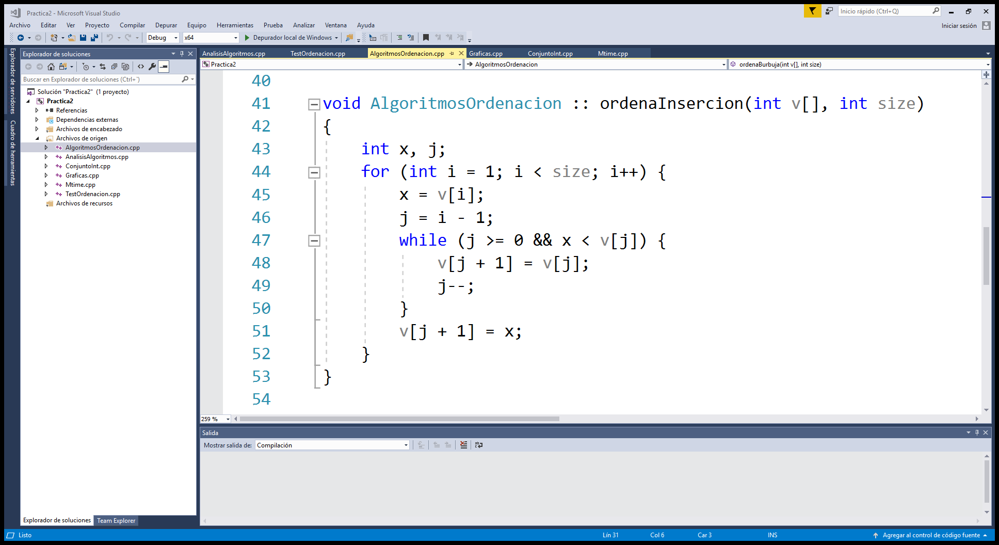 Practica2 - Microsoft Visual Studio
Inicio rápido (Ctrl+Q)
Archivo Editar Ver Proyecto Compilar Depurar Equipo Herramientas Prueba Analizar Ventana Ayuda
Iniciar sesión
Debug x64 Depurador local de Windows
Explorador de servidores
Cuadro de herramientas
Explorador de soluciones
Buscar en Explorador de soluciones (Ctrl+`)
Solución "Practica2" (1 proyecto)
Practica2
Referencias
Dependencias externas
Archivos de encabezado
Archivos de origen
AlgoritmosOrdenacion.cpp
AnalisisAlgoritmos.cpp
ConjuntoInt.cpp
Graficas.cpp
Mtime.cpp
TestOrdenacion.cpp
Archivos de recursos
Explorador de soluciones Team Explorer
AnalisisAlgoritmos.cpp TestOrdenacion.cpp AlgoritmosOrdenacion.cpp Graficas.cpp ConjuntoInt.cpp Mtime.cpp
Practica2 AlgoritmosOrdenacion ordenaBurbuja(int v[], int size)
40
41 void AlgoritmosOrdenacion :: ordenaInsercion(int v[], int size)
42 {
43 int x, j;
44 for (int i = 1; i < size; i++) {
45 x = v[i];
46 j = i - 1;
47 while (j >= 0 && x < v[j]) {
48 v[j + 1] = v[j];
49 j--;
50 }
51 v[j + 1] = x;
52 }
53 }
54
259 %
Salida
Mostrar salida de: Compilación
Listo Lín 31 Col 6 Car 3 INS Agregar al control de código fuente